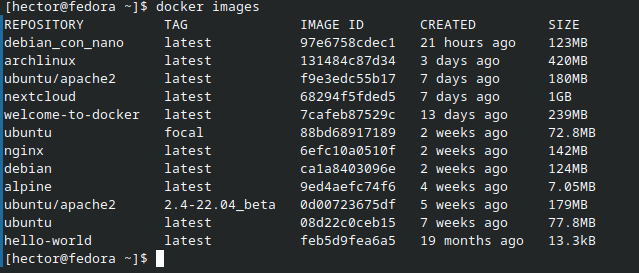 [hector@fedora ~]$ docker images
REPOSITORY TAG IMAGE ID CREATED SIZE
debian_con_nano latest 97e6758cdec1 21 hours ago 123MB
archlinux latest 131484c87d34 3 days ago 420MB
ubuntu/apache2 latest f9e3edc55b17 7 days ago 180MB
nextcloud latest 68294f5fded5 7 days ago 1GB
welcome-to-docker latest 7cafeb87529c 13 days ago 239MB
ubuntu focal 88bd68917189 2 weeks ago 72.8MB
nginx latest 6efc10a0510f 2 weeks ago 142MB
debian latest ca1a8403096e 2 weeks ago 124MB
alpine latest 9ed4aefc74f6 4 weeks ago 7.05MB
ubuntu/apache2 2.4-22.04_beta 0d00723675df 5 weeks ago 179MB
ubuntu latest 08d22c0ceb15 7 weeks ago 77.8MB
hello-world latest feb5d9fea6a5 19 months ago 13.3kB
[hector@fedora ~]$